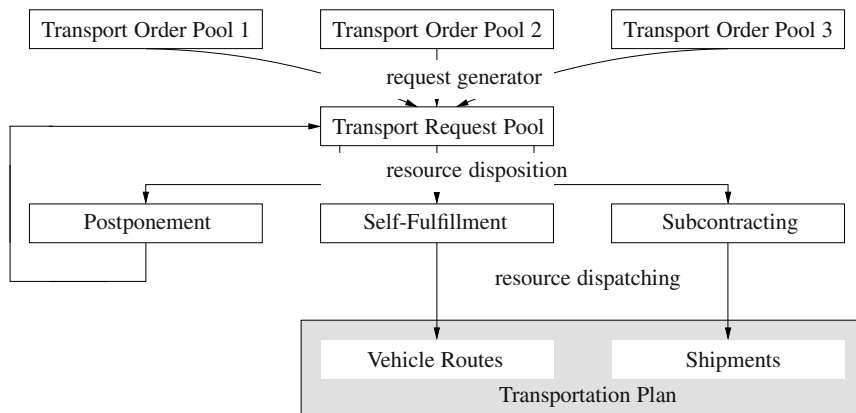 Transport Order Pool 1
Transport Order Pool 2
Transport Order Pool 3
request generator
Transport Request Pool
resource disposition
Postponement
Self-Fulfillment
Subcontracting
resource dispatching
Vehicle Routes
Shipments
Transportation Plan